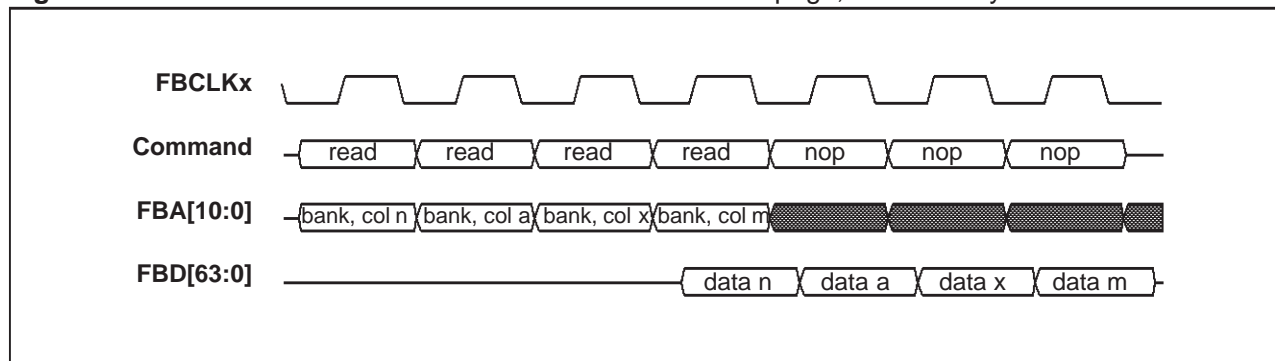 FBCLKx
Command read read read read nop nop nop
FBA[10:0] bank, col n bank, col a bank, col x bank, col m
FBD[63:0] data n data a data x data m